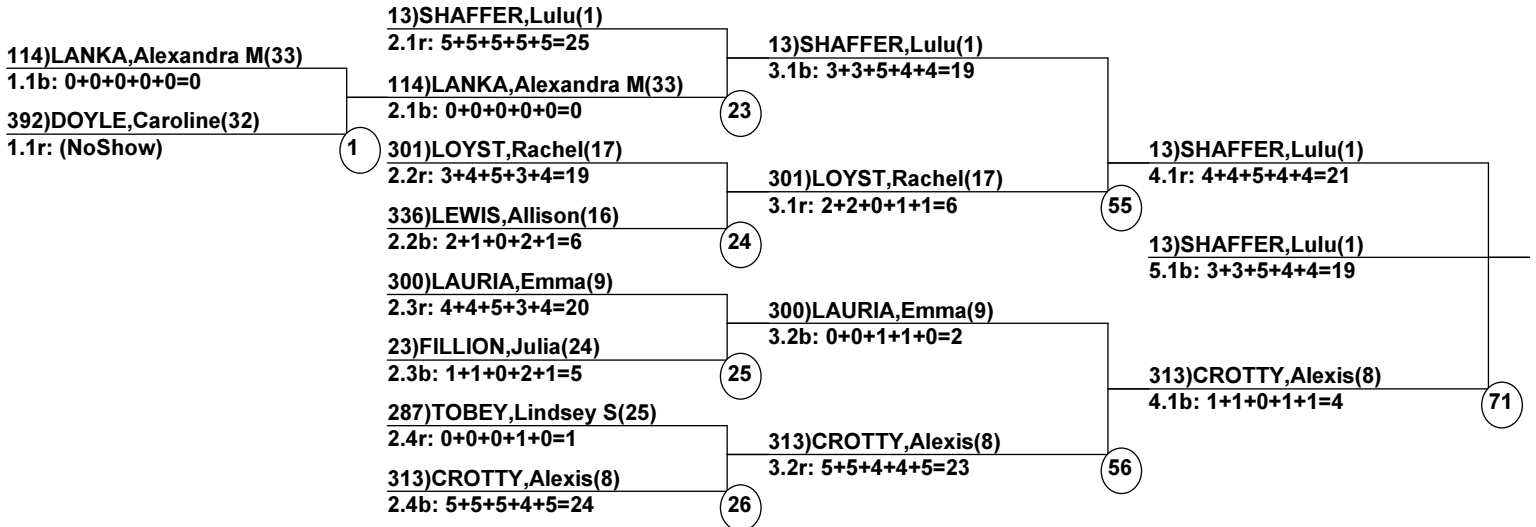 114)LANKA,Alexandra M(33)
1.1b: 0+0+0+0+0=0
392)DOYLE,Caroline(32)
1.1r: (NoShow)
1
13)SHAFFER,Lulu(1)
2.1r: 5+5+5+5+5=25
114)LANKA,Alexandra M(33)
2.1b: 0+0+0+0+0=0
23
301)LOYST,Rachel(17)
2.2r: 3+4+5+3+4=19
336)LEWIS,Allison(16)
2.2b: 2+1+0+2+1=6
24
300)LAURIA,Emma(9)
2.3r: 4+4+5+3+4=20
23)FILLION,Julia(24)
2.3b: 1+1+0+2+1=5
25
287)TOBEY,Lindsey S(25)
2.4r: 0+0+0+1+0=1
313)CROTTY,Alexis(8)
2.4b: 5+5+5+4+5=24
26
13)SHAFFER,Lulu(1)
3.1b: 3+3+5+4+4=19
301)LOYST,Rachel(17)
3.1r: 2+2+0+1+1=6
55
300)LAURIA,Emma(9)
3.2b: 0+0+1+1+0=2
313)CROTTY,Alexis(8)
3.2r: 5+5+4+4+5=23
56
13)SHAFFER,Lulu(1)
4.1r: 4+4+5+4+4=21
13)SHAFFER,Lulu(1)
5.1b: 3+3+5+4+4=19
313)CROTTY,Alexis(8)
4.1b: 1+1+0+1+1=4
71